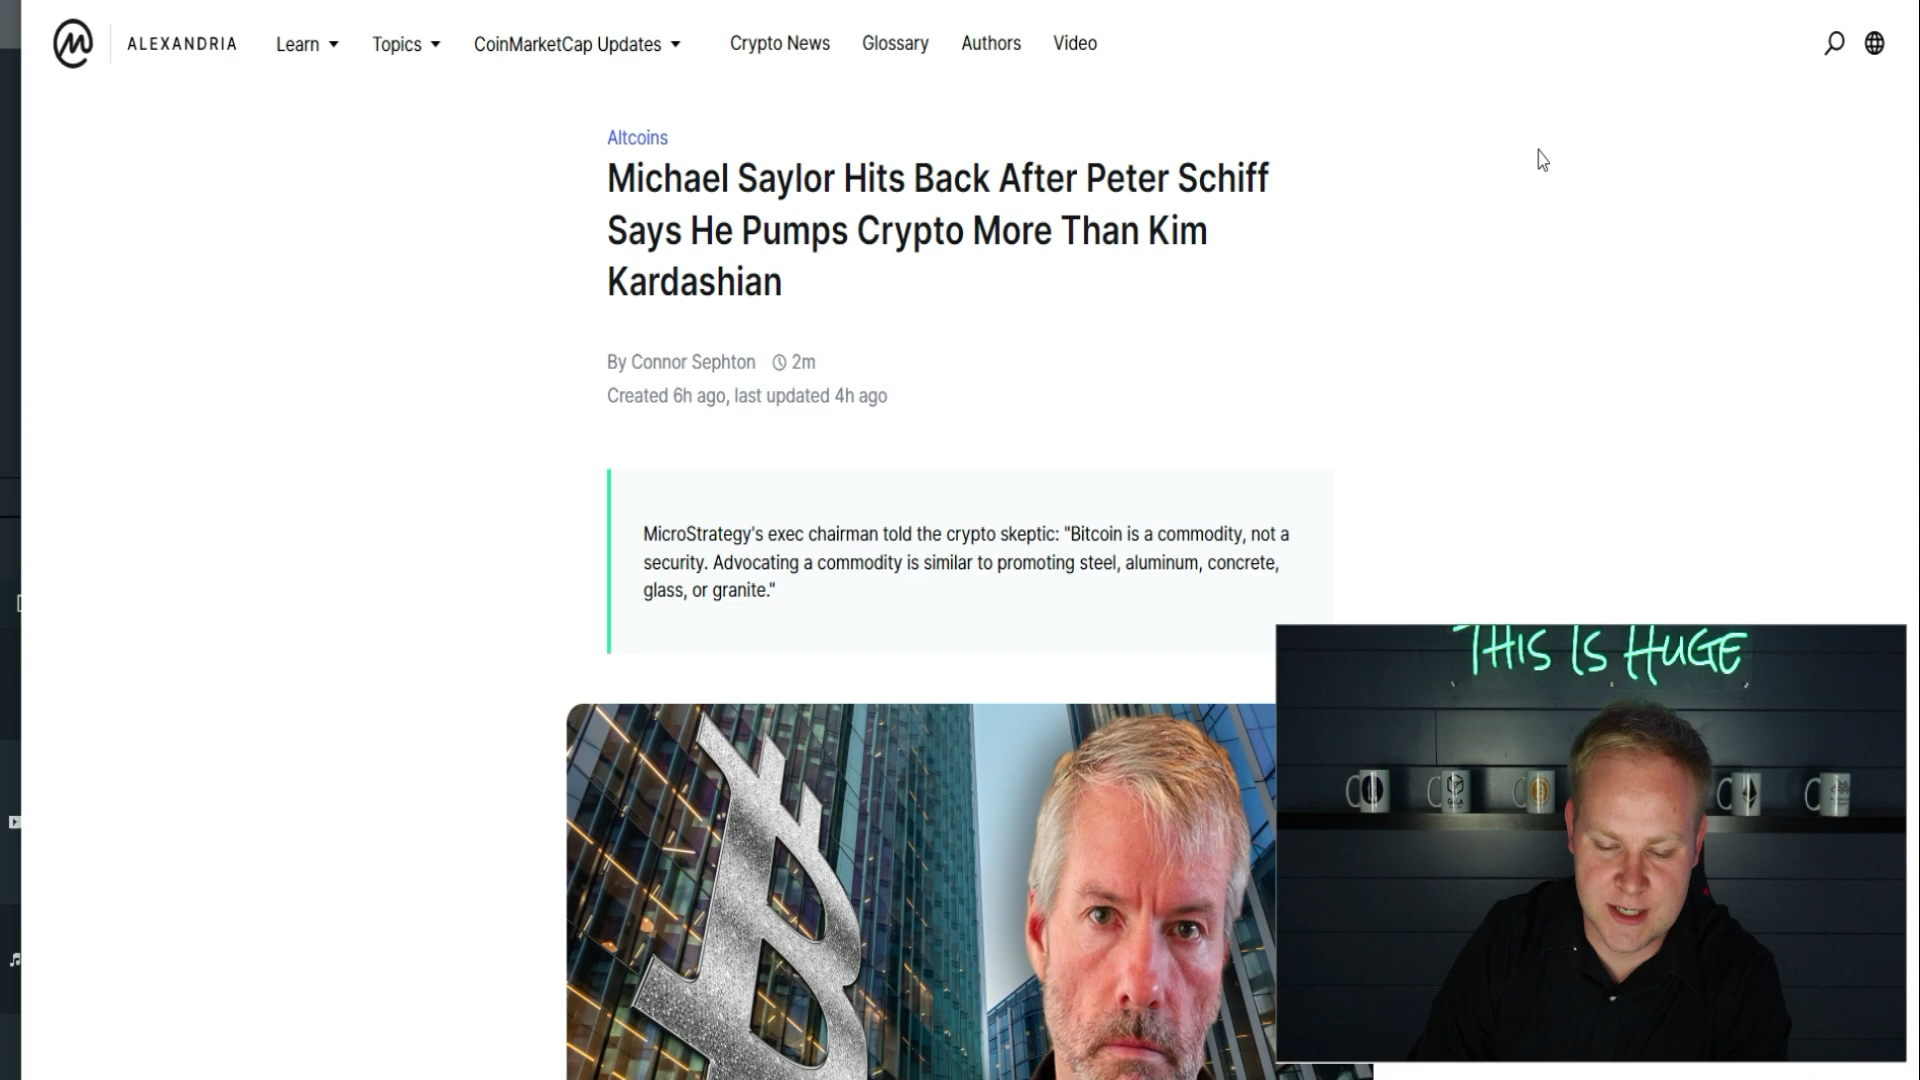 ALEXANDRIA
Learn
Topics
CoinMarketCap Updates
Crypto News
Glossary
Authors
Video
Altcoins
Michael Saylor Hits Back After Peter Schiff
Says He Pumps Crypto More Than Kim
Kardashian
By Connor Sephton 2m
Created 6h ago, last updated 4h ago
MicroStrategy's exec chairman told the crypto skeptic: "Bitcoin is a commodity, not a
security. Advocating a commodity is similar to promoting steel, aluminum, concrete,
glass, or granite."
THIS IS HUGE
GALA